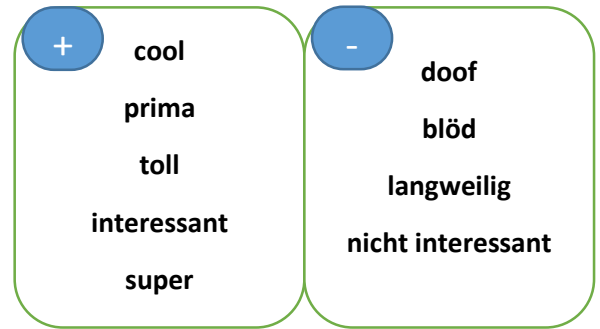 +
cool
prima
toll
interessant
super
-
doof
blöd
langweilig
nicht interessant